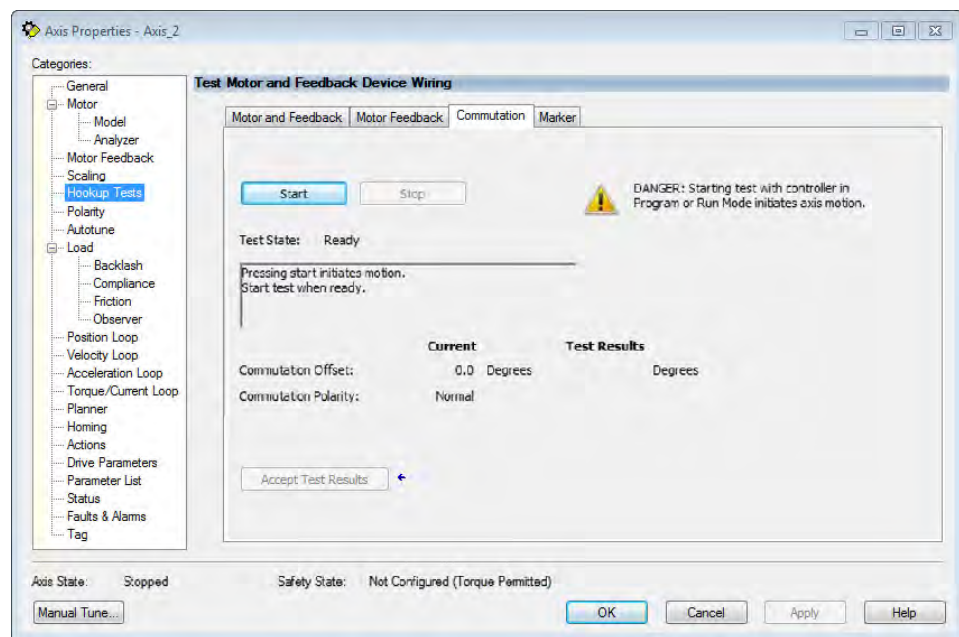 Axis Properties - Axis_2
Categories:
General
Motor
Model
Analyzer
Motor Feedback
Scaling
Hookup Tests
Polarity
Autotune
Load
Backlash
Compliance
Friction
Observer
Position Loop
Velocity Loop
Acceleration Loop
Torque/Current Loop
Planner
Homing
Actions
Drive Parameters
Parameter List
Status
Faults & Alarms
Tag
Test Motor and Feedback Device Wiring
Motor and Feedback Motor Feedback Commutation Marker
Start Stop
DANGER: Starting test with controller in
Program or Run Mode initiates axis motion.
Test State: Ready
Pressing start initiates motion.
Start test when ready.
Current Test Results
Commutation Offset: 0.0 Degrees Degrees
Commutation Polarity: Normal
Accept Test Results
Axis State: Stopped Safety State: Not Configured (Torque Permitted)
Manual Tune... OK Cancel Apply Help